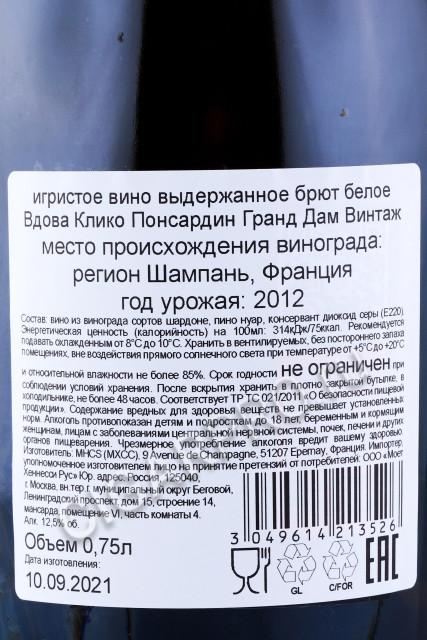 игристое вино выдержанное брют белое
Вдова Клико Понсардин Гранд Дам Винтаж
место происхождения винограда:
регион Шампань, Франция
год урожая: 2012
Состав: вино из винограда сортов шардоне, пино нуар, консервант диоксид серы (Е220)
Энергетическая ценность (калорийность) на 100мл: 314кДж/75ккал. Рекомендуется
подавать охлажденным от 8°С до 10°С. Хранить в вентилируемых, без постороннего запаха
помещениях, вне воздействия прямого солнечного света при температуре от +5°С до +20°С
и относительной влажности не более 85%. Срок годности не ограничен при
соблюдении условий хранения. После вскрытия хранить в плотно закрытой бутылке, в
холодильнике, не более 48 часов. Соответствует ТР ТС 021/2011 «О безопасности пищевой
продукции». Содержание вредных для здоровья веществ не превышает установленных
норм. Алкоголь противопоказан детям и подросткам до 18 лет, беременным и кормящим
женщинам, лицам с заболеваниями центральной нервной системы, почек, печени и других
органов пищеварения. Чрезмерное употребление алкоголя вредит вашему здоровью.
Изготовитель: MHCS (МХСС), 9 Avenue de Champagne, 51207 Epernay, Франция. Импортер,
уполномоченное изготовителем лицо на принятие претензий от потребителей: ООО «Моет
Хеннесси Рус» Юр. адрес: Россия, 125040,
г. Москва, вн.тер г. муниципальный округ Беговой,
Ленинградский проспект, дом 15, строение 14,
мансарда, помещение VI, часть комнаты 4.
Алк. 12,5% об.
Объем 0,75л
Дата изготовления:
10.09.2021
3 049614 213526
GL
C/FOR
EAC